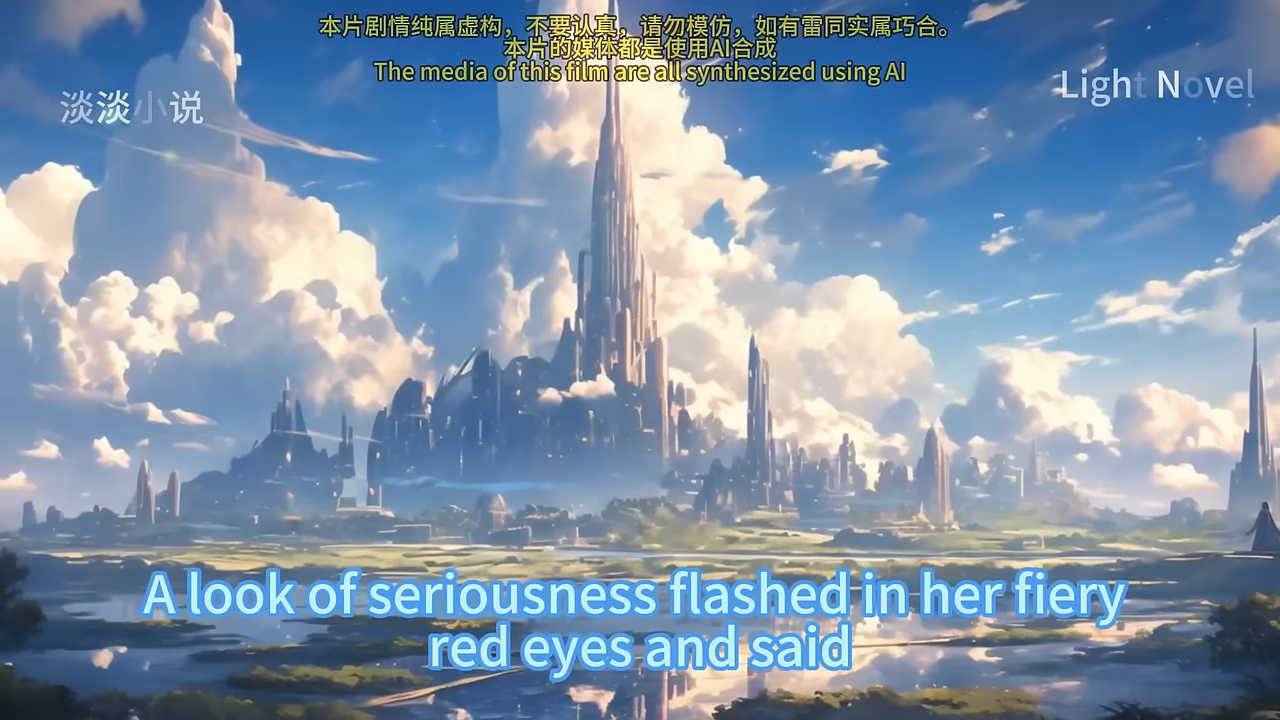 本片剧情纯属虚构，不要认真，请勿模仿，如有雷同实属巧合。
本片的媒体都是使用AI合成
The media of this film are all synthesized using AI
淡淡小说
Light Novel
A look of seriousness flashed in her fiery
red eyes and said